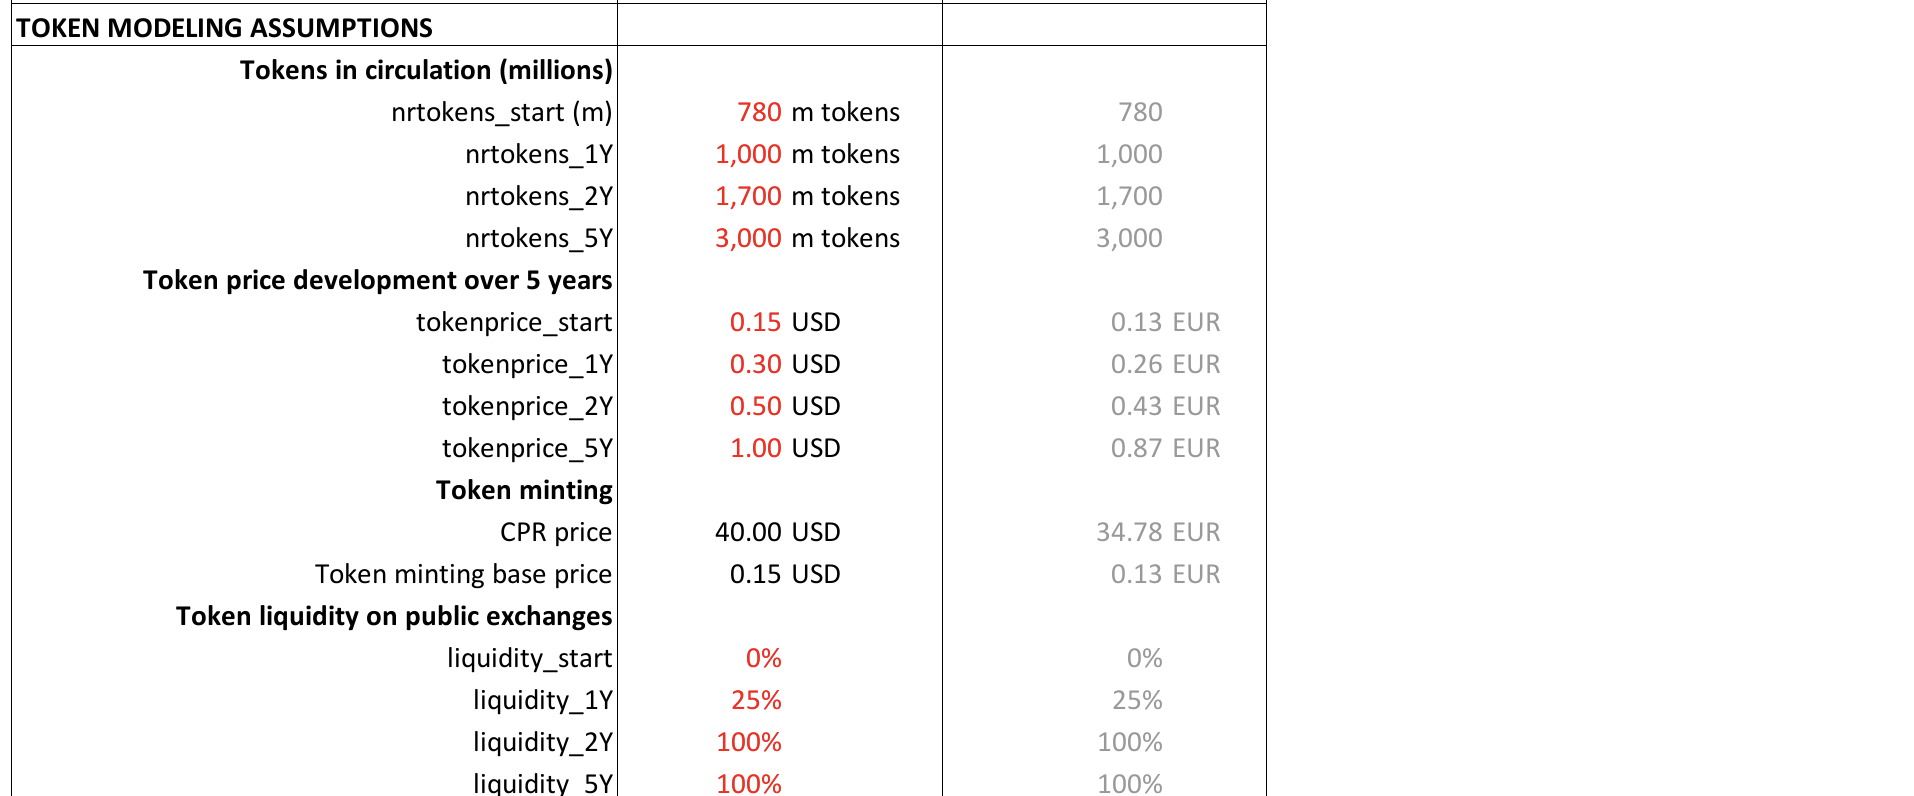 TOKEN MODELING ASSUMPTIONS
Tokens in circulation (millions)
nrtokens_start (m) 780 m tokens 780
nrtokens_1Y 1,000 m tokens 1,000
nrtokens_2Y 1,700 m tokens 1,700
nrtokens_5Y 3,000 m tokens 3,000
Token price development over 5 years
tokenprice_start 0.15 USD 0.13 EUR
tokenprice_1Y 0.30 USD 0.26 EUR
tokenprice_2Y 0.50 USD 0.43 EUR
tokenprice_5Y 1.00 USD 0.87 EUR
Token minting
CPR price 40.00 USD 34.78 EUR
Token minting base price 0.15 USD 0.13 EUR
Token liquidity on public exchanges
liquidity_start 0% 0%
liquidity_1Y 25% 25%
liquidity_2Y 100% 100%
liquidity_5Y 100% 100%